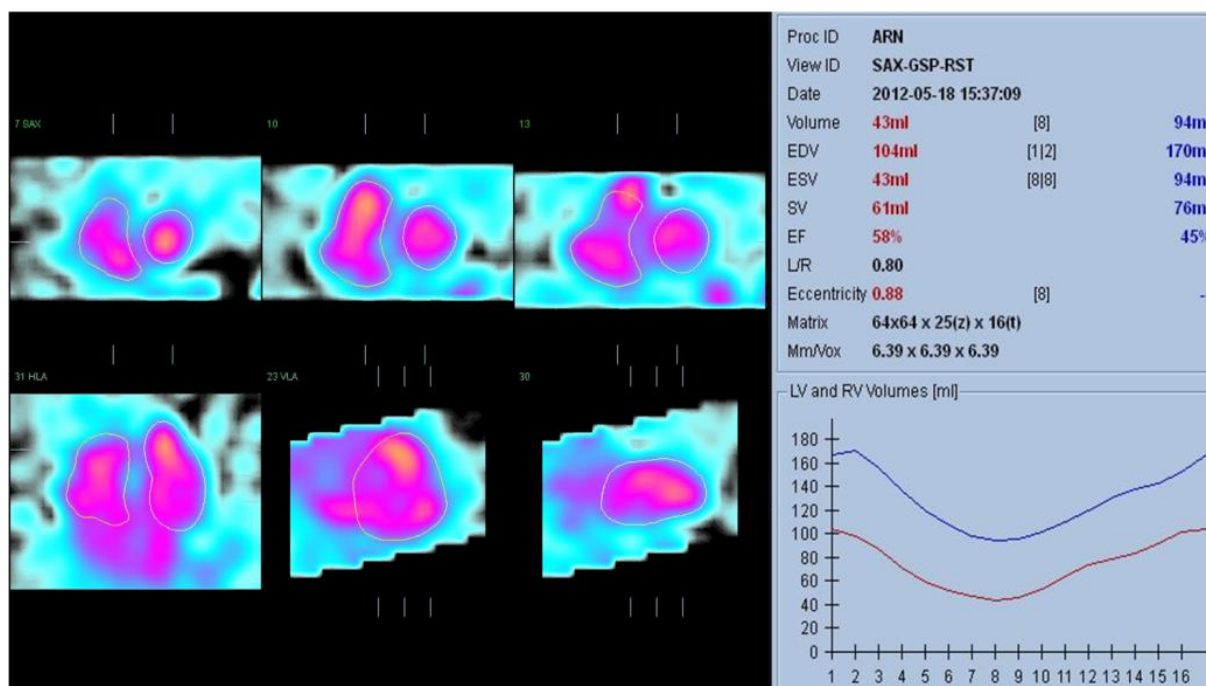 7 SAX
10
13
31 HLA
23 VLA
30
Proc ID ARN
View ID SAX-GSP-RST
Date 2012-05-18 15:37:09
Volume 43ml [8] 94m
EDV 104ml [1|2] 170m
ESV 43ml [8|8] 94m
SV 61ml 76m
EF 58% 45%
L/R 0.80
Eccentricity 0.88 [8] --
Matrix 64x64 x 25(z) x 16(t)
Mm/Vox 6.39 x 6.39 x 6.39
LV and RV Volumes [ml]
180
160
140
120
100
80
60
40
20
0
1 2 3 4 5 6 7 8 9 10 11 12 13 14 15 16